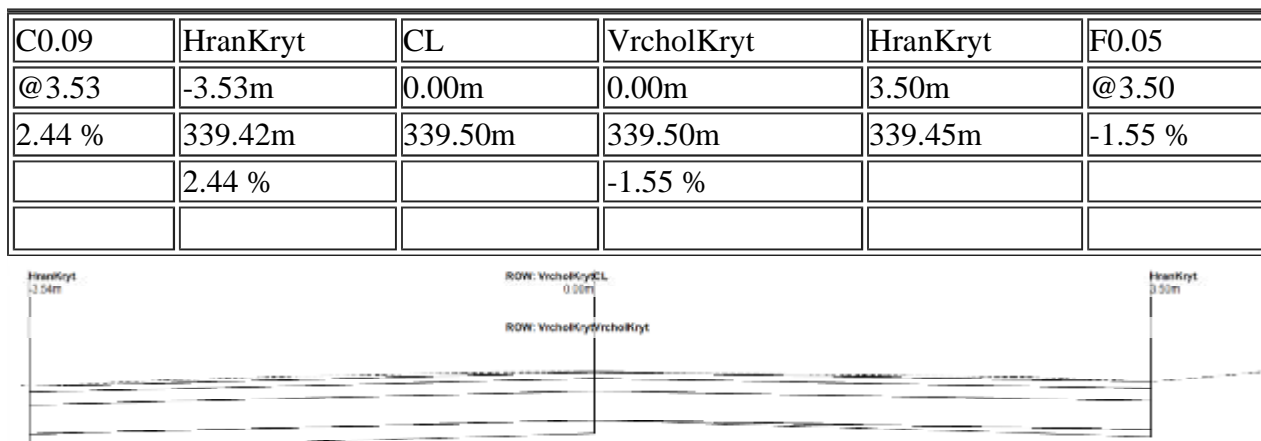 C0.09 HranKryt CL VrcholKryt HranKryt F0.05
@3.53 -3.53m 0.00m 0.00m 3.50m @3.50
2.44 % 339.42m 339.50m 339.50m 339.45m -1.55 %
2.44 % -1.55 %
HranKryt ROW: VrcholKrytCL HranKryt
-3.54m 0.00m 3.50m
ROW: VrcholKrytVrcholKryt